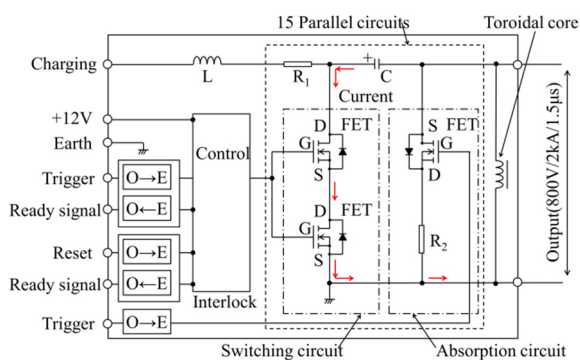 15 Parallel circuits
Toroidal core
Charging
L
R1
+
C
Current
+12V
Earth
Control
D
FET
G
S
S
FET
G
D
Trigger
O→E
Ready signal
O←E
D
FET
G
S
R2
Reset
O→E
Ready signal
O←E
Interlock
Trigger
O→E
Switching circuit
Absorption circuit
Output(800V/2kA/1.5μs)